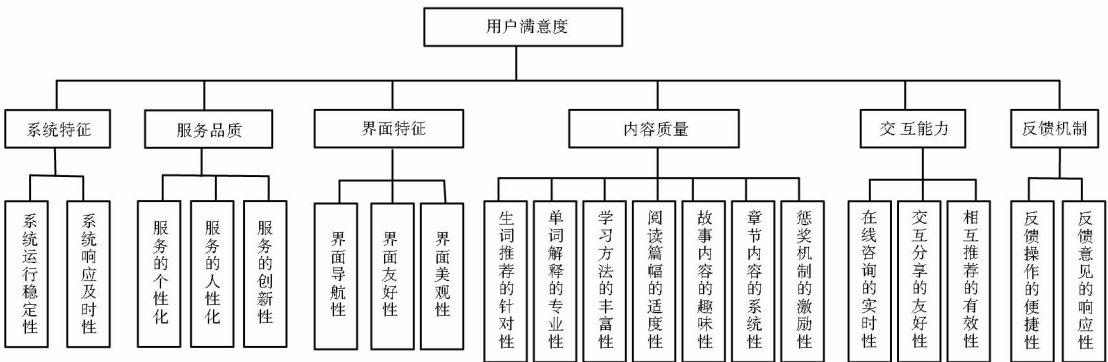 用户满意度
系统特征
服务品质
界面特征
内容质量
交互能力
反馈机制
系统运行稳定性
系统响应及时性
服务的个性化
服务的人性化
服务的创新性
界面导航性
界面友好性
界面美观性
生词推荐的针对性
单词解释的专业性
学习方法的丰富性
阅读篇幅的适度性
故事内容的趣味性
章节内容的系统性
惩奖机制的激励性
在线咨询的实时性
交互分享的友好性
相互推荐的有效性
反馈操作的便捷性
反馈意见的响应性